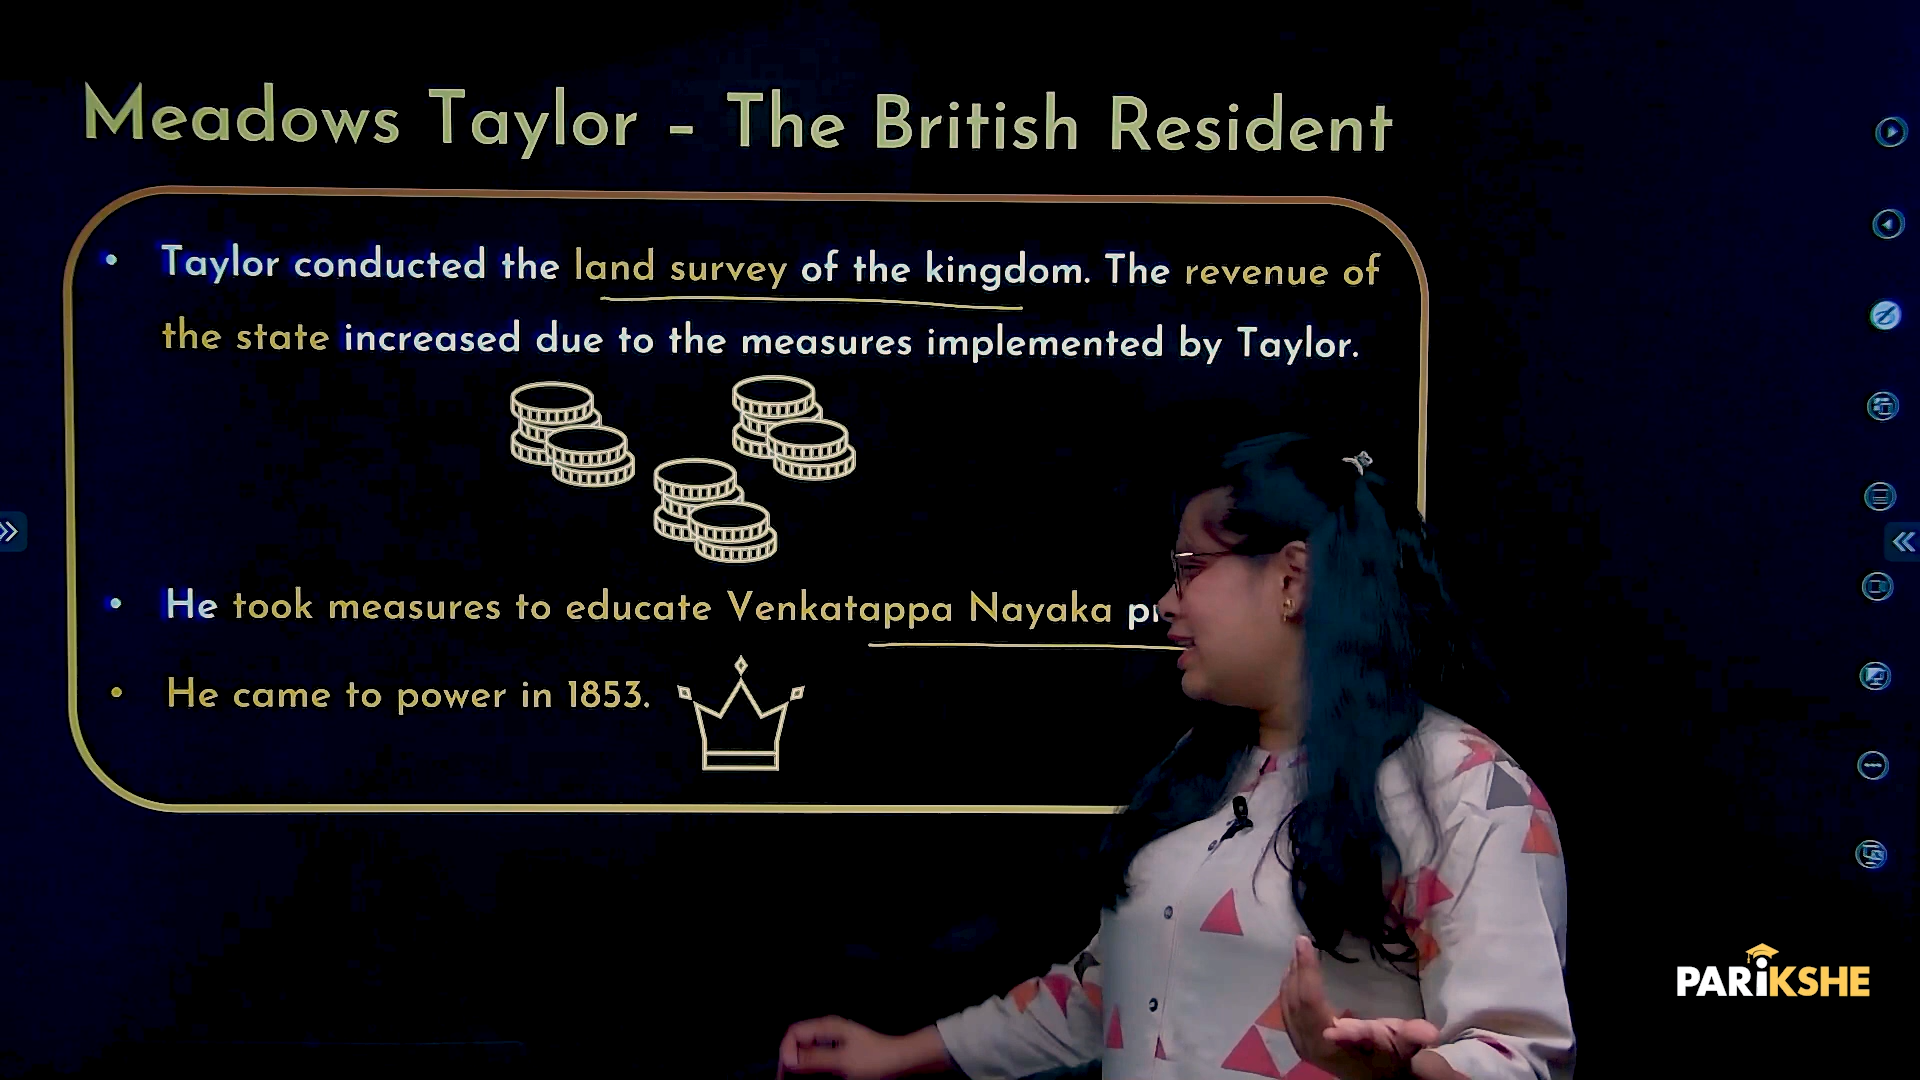 Meadows Taylor – The British Resident
• Taylor conducted the land survey of the kingdom. The revenue of
the state increased due to the measures implemented by Taylor.
• He took measures to educate Venkatappa Nayaka
• He came to power in 1853.
PARiKSHE